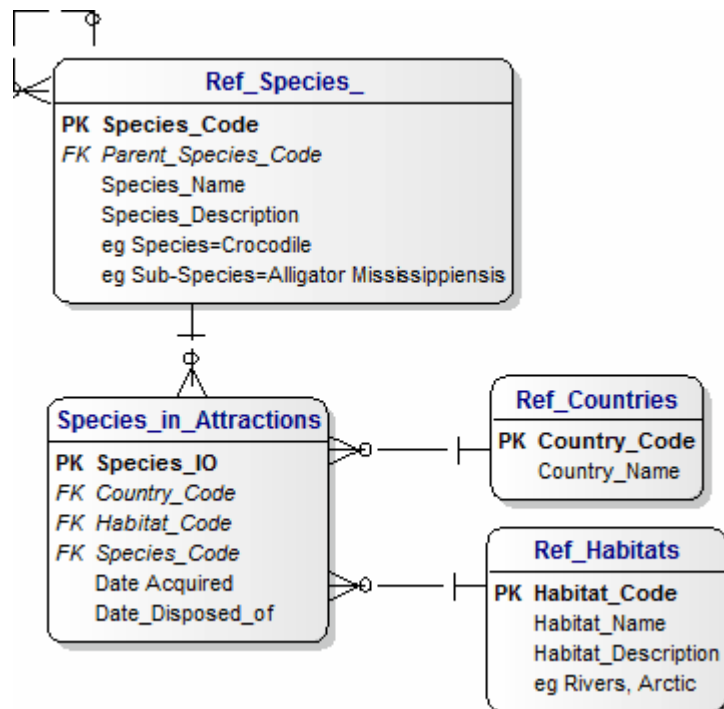 Ref_Species_
PK Species_Code
FK Parent_Species_Code
Species_Name
Species_Description
eg Species=Crocodile
eg Sub-Species=Alligator Mississippiensis
Species_in_Attractions
PK Species_IO
FK Country_Code
FK Habitat_Code
FK Species_Code
Date Acquired
Date_Disposed_of
Ref_Countries
PK Country_Code
Country_Name
Ref_Habitats
PK Habitat_Code
Habitat_Name
Habitat_Description
eg Rivers, Arctic